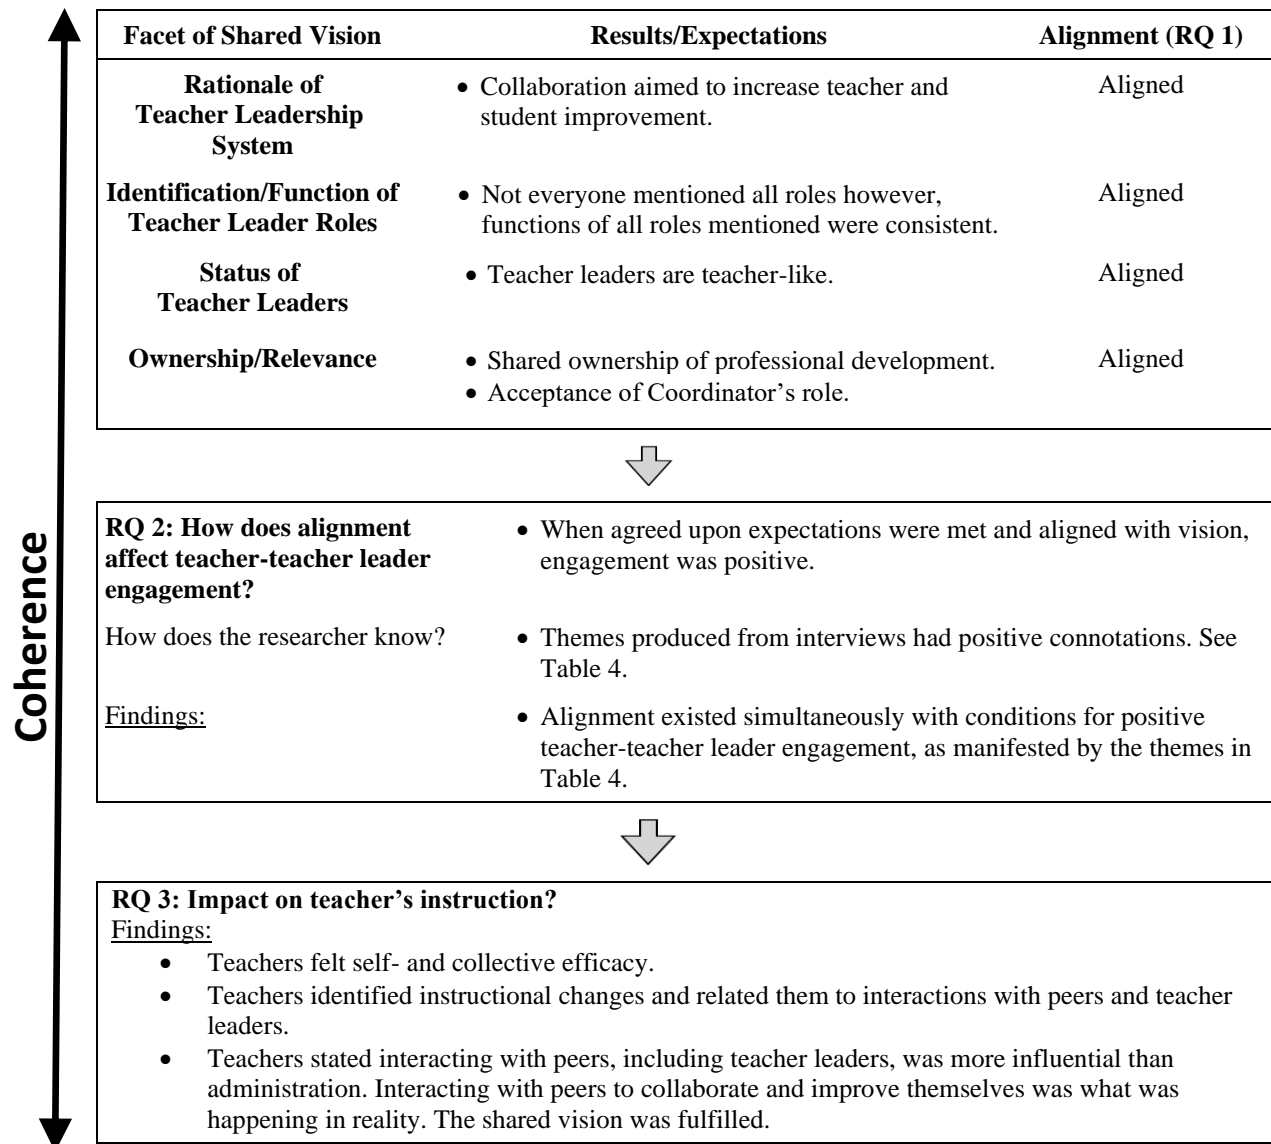 Facet of Shared Vision Results/Expectations Alignment (RQ 1)
Rationale of
Teacher Leadership
System
• Collaboration aimed to increase teacher and
student improvement.
Aligned
Identification/Function of
Teacher Leader Roles
• Not everyone mentioned all roles however,
functions of all roles mentioned were consistent.
Aligned
Status of
Teacher Leaders
• Teacher leaders are teacher-like.
Aligned
Ownership/Relevance
• Shared ownership of professional development.
• Acceptance of Coordinator’s role.
Aligned
Coherence
RQ 2: How does alignment
affect teacher-teacher leader
engagement?
• When agreed upon expectations were met and aligned with vision,
engagement was positive.
How does the researcher know?
• Themes produced from interviews had positive connotations. See
Table 4.
Findings:
• Alignment existed simultaneously with conditions for positive
teacher-teacher leader engagement, as manifested by the themes in
Table 4.
RQ 3: Impact on teacher’s instruction?
Findings:
• Teachers felt self- and collective efficacy.
• Teachers identified instructional changes and related them to interactions with peers and teacher
leaders.
• Teachers stated interacting with peers, including teacher leaders, was more influential than
administration. Interacting with peers to collaborate and improve themselves was what was
happening in reality. The shared vision was fulfilled.